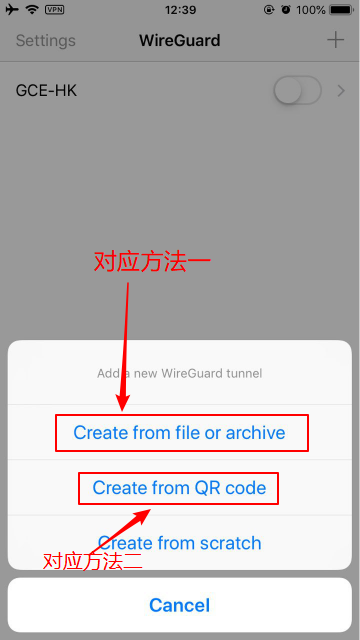 VPN 12:39 100%
Settings WireGuard
GCE-HK
对应方法一
Add a new WireGuard tunnel
Create from file or archive
Create from QR code
Create from scratch
对应方法二
Cancel